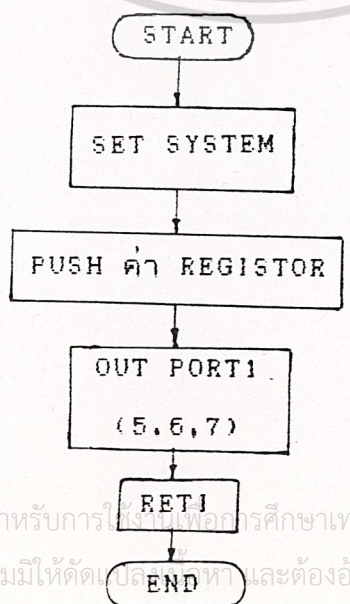 START
SET SYSTEM
PUSH ค่า REGISTOR
OUT PORT1
(5,6,7)
RETI
END